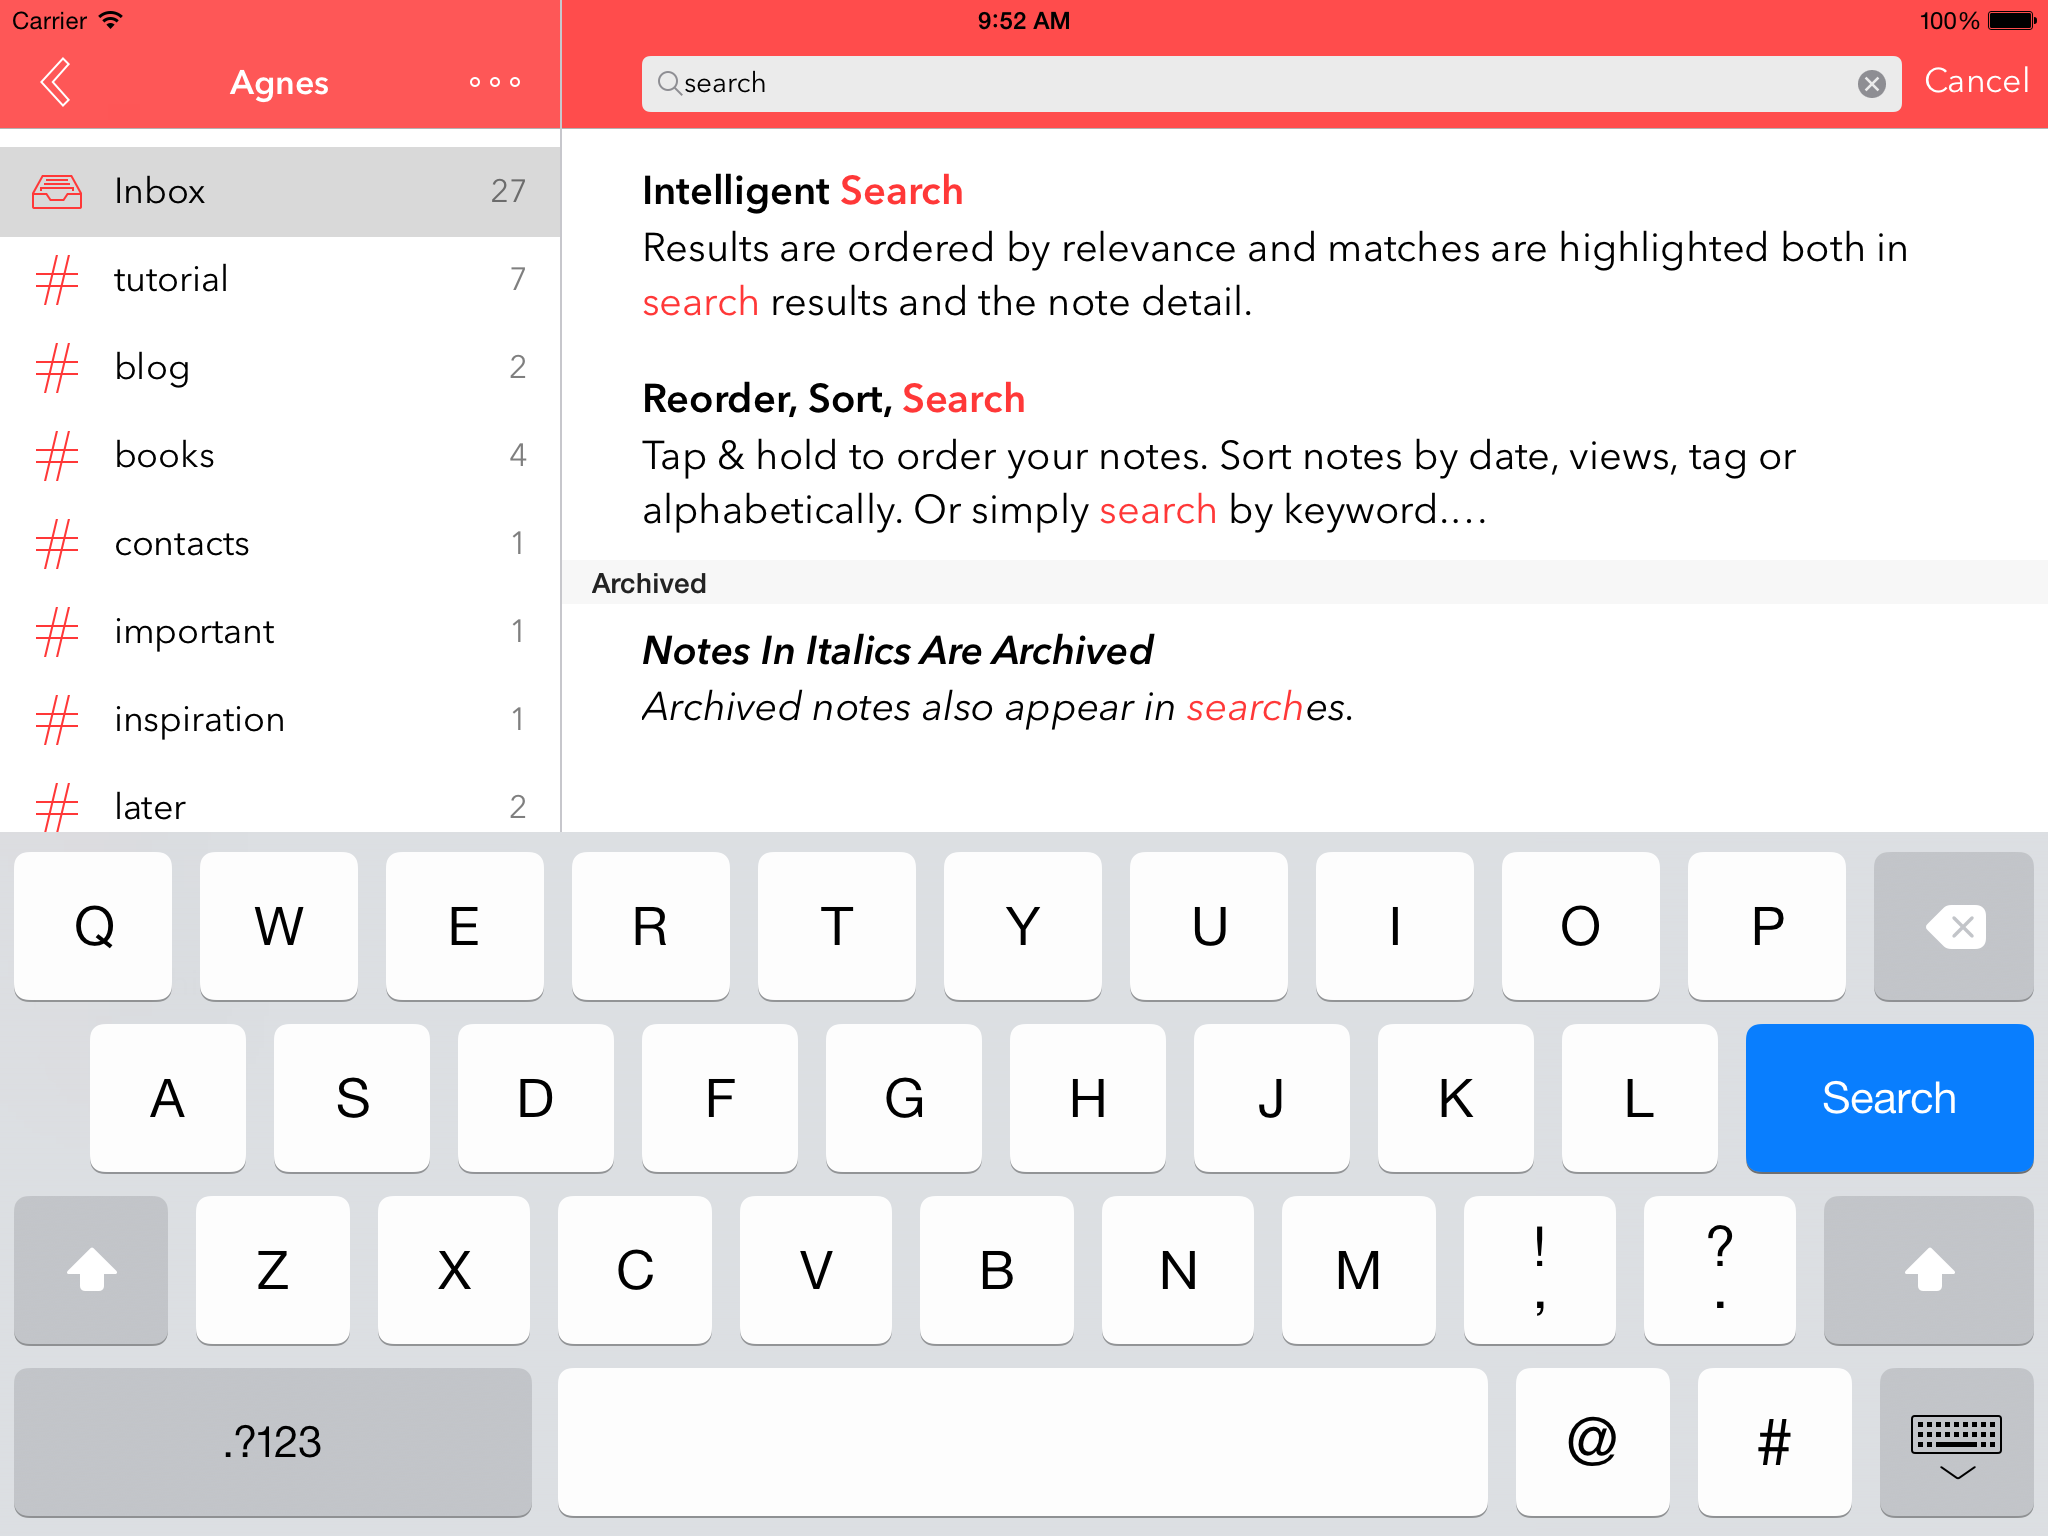 Carrier 9:52 AM 100%
Agnes
search
Cancel
Inbox 27
# tutorial 7
# blog 2
# books 4
# contacts 1
# important 1
# inspiration 1
# later 2
Intelligent Search
Results are ordered by relevance and matches are highlighted both in
search results and the note detail.
Reorder, Sort, Search
Tap & hold to order your notes. Sort notes by date, views, tag or
alphabetically. Or simply search by keyword....
Archived
Notes In Italics Are Archived
Archived notes also appear in searches.
Q W E R T Y U I O P
A S D F G H J K L Search
Z X C V B N M ! , ? .
.?123 @ #